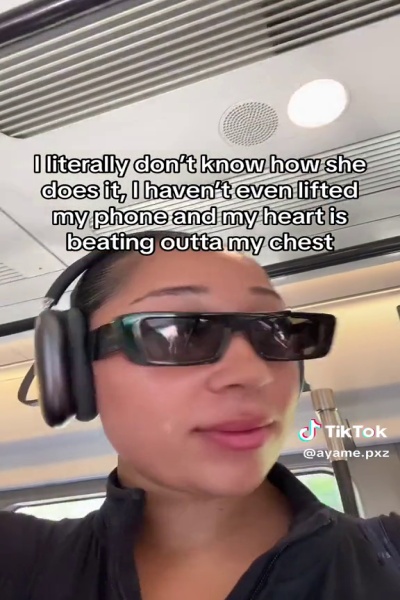 I literally don't know how she
does it, I haven't even lifted
my phone and my heart is
beating outta my chest
TikTok
@ayame.pxz